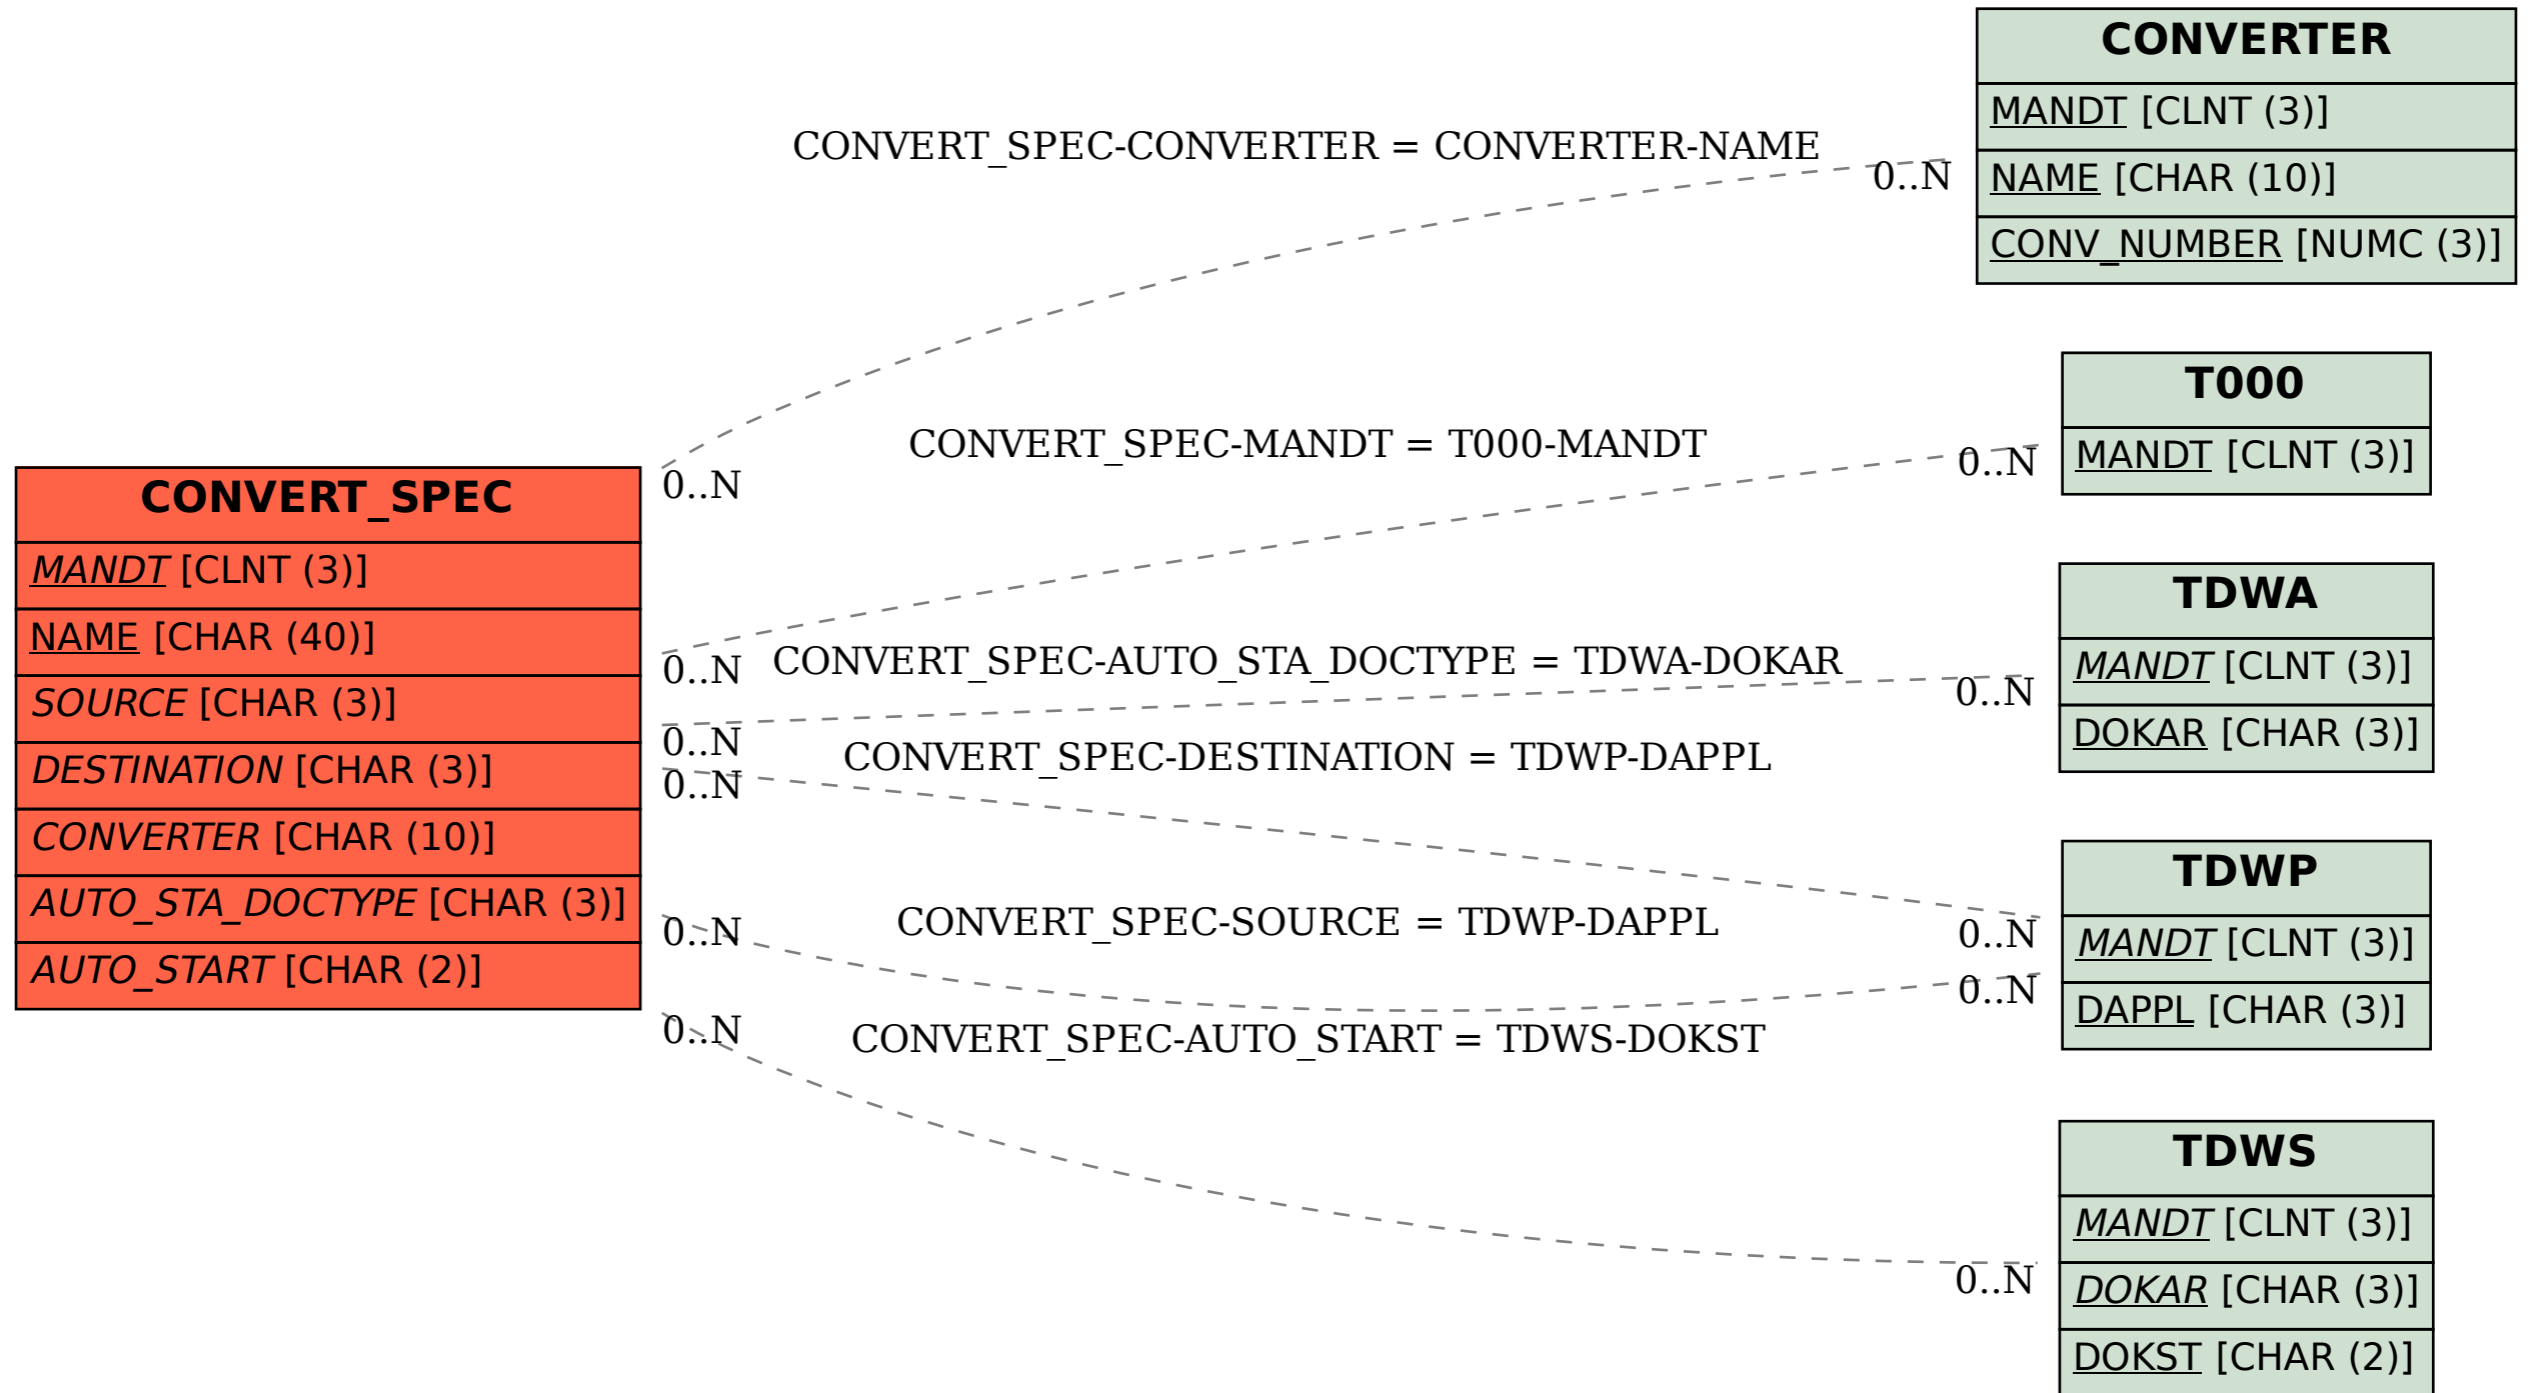 CONVERTER
MANDT [CLNT (3)]
NAME [CHAR (10)]
CONV_NUMBER [NUMC (3)]
CONVERT_SPEC-CONVERTER = CONVERTER-NAME
0..N
0..N
T000
MANDT [CLNT (3)]
CONVERT_SPEC-MANDT = T000-MANDT
0..N
0..N
CONVERT_SPEC
MANDT [CLNT (3)]
NAME [CHAR (40)]
SOURCE [CHAR (3)]
DESTINATION [CHAR (3)]
CONVERTER [CHAR (10)]
AUTO_STA_DOCTYPE [CHAR (3)]
AUTO_START [CHAR (2)]
CONVERT_SPEC-AUTO_STA_DOCTYPE = TDWA-DOKAR
0..N
0..N
TDWA
MANDT [CLNT (3)]
DOKAR [CHAR (3)]
CONVERT_SPEC-DESTINATION = TDWP-DAPPL
0..N
0..N
TDWP
MANDT [CLNT (3)]
DAPPL [CHAR (3)]
CONVERT_SPEC-SOURCE = TDWP-DAPPL
0..N
0..N
CONVERT_SPEC-AUTO_START = TDWS-DOKST
0..N
0..N
TDWS
MANDT [CLNT (3)]
DOKAR [CHAR (3)]
DOKST [CHAR (2)]